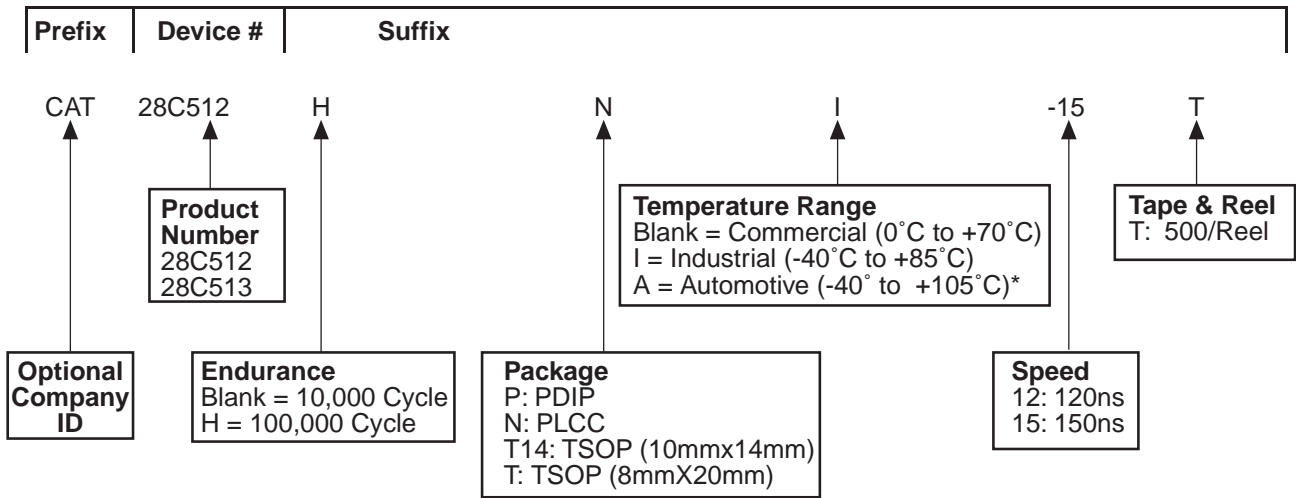 Prefix Device # Suffix
CAT 28C512 H N I -15 T
Product
Number
28C512
28C513
Temperature Range
Blank = Commercial (0˚C to +70˚C)
I = Industrial (-40˚C to +85˚C)
A = Automotive (-40˚ to +105˚C)*
Tape & Reel
T: 500/Reel
Optional
Company
ID
Endurance
Blank = 10,000 Cycle
H = 100,000 Cycle
Package
P: PDIP
N: PLCC
T14: TSOP (10mmx14mm)
T: TSOP (8mmX20mm)
Speed
12: 120ns
15: 150ns